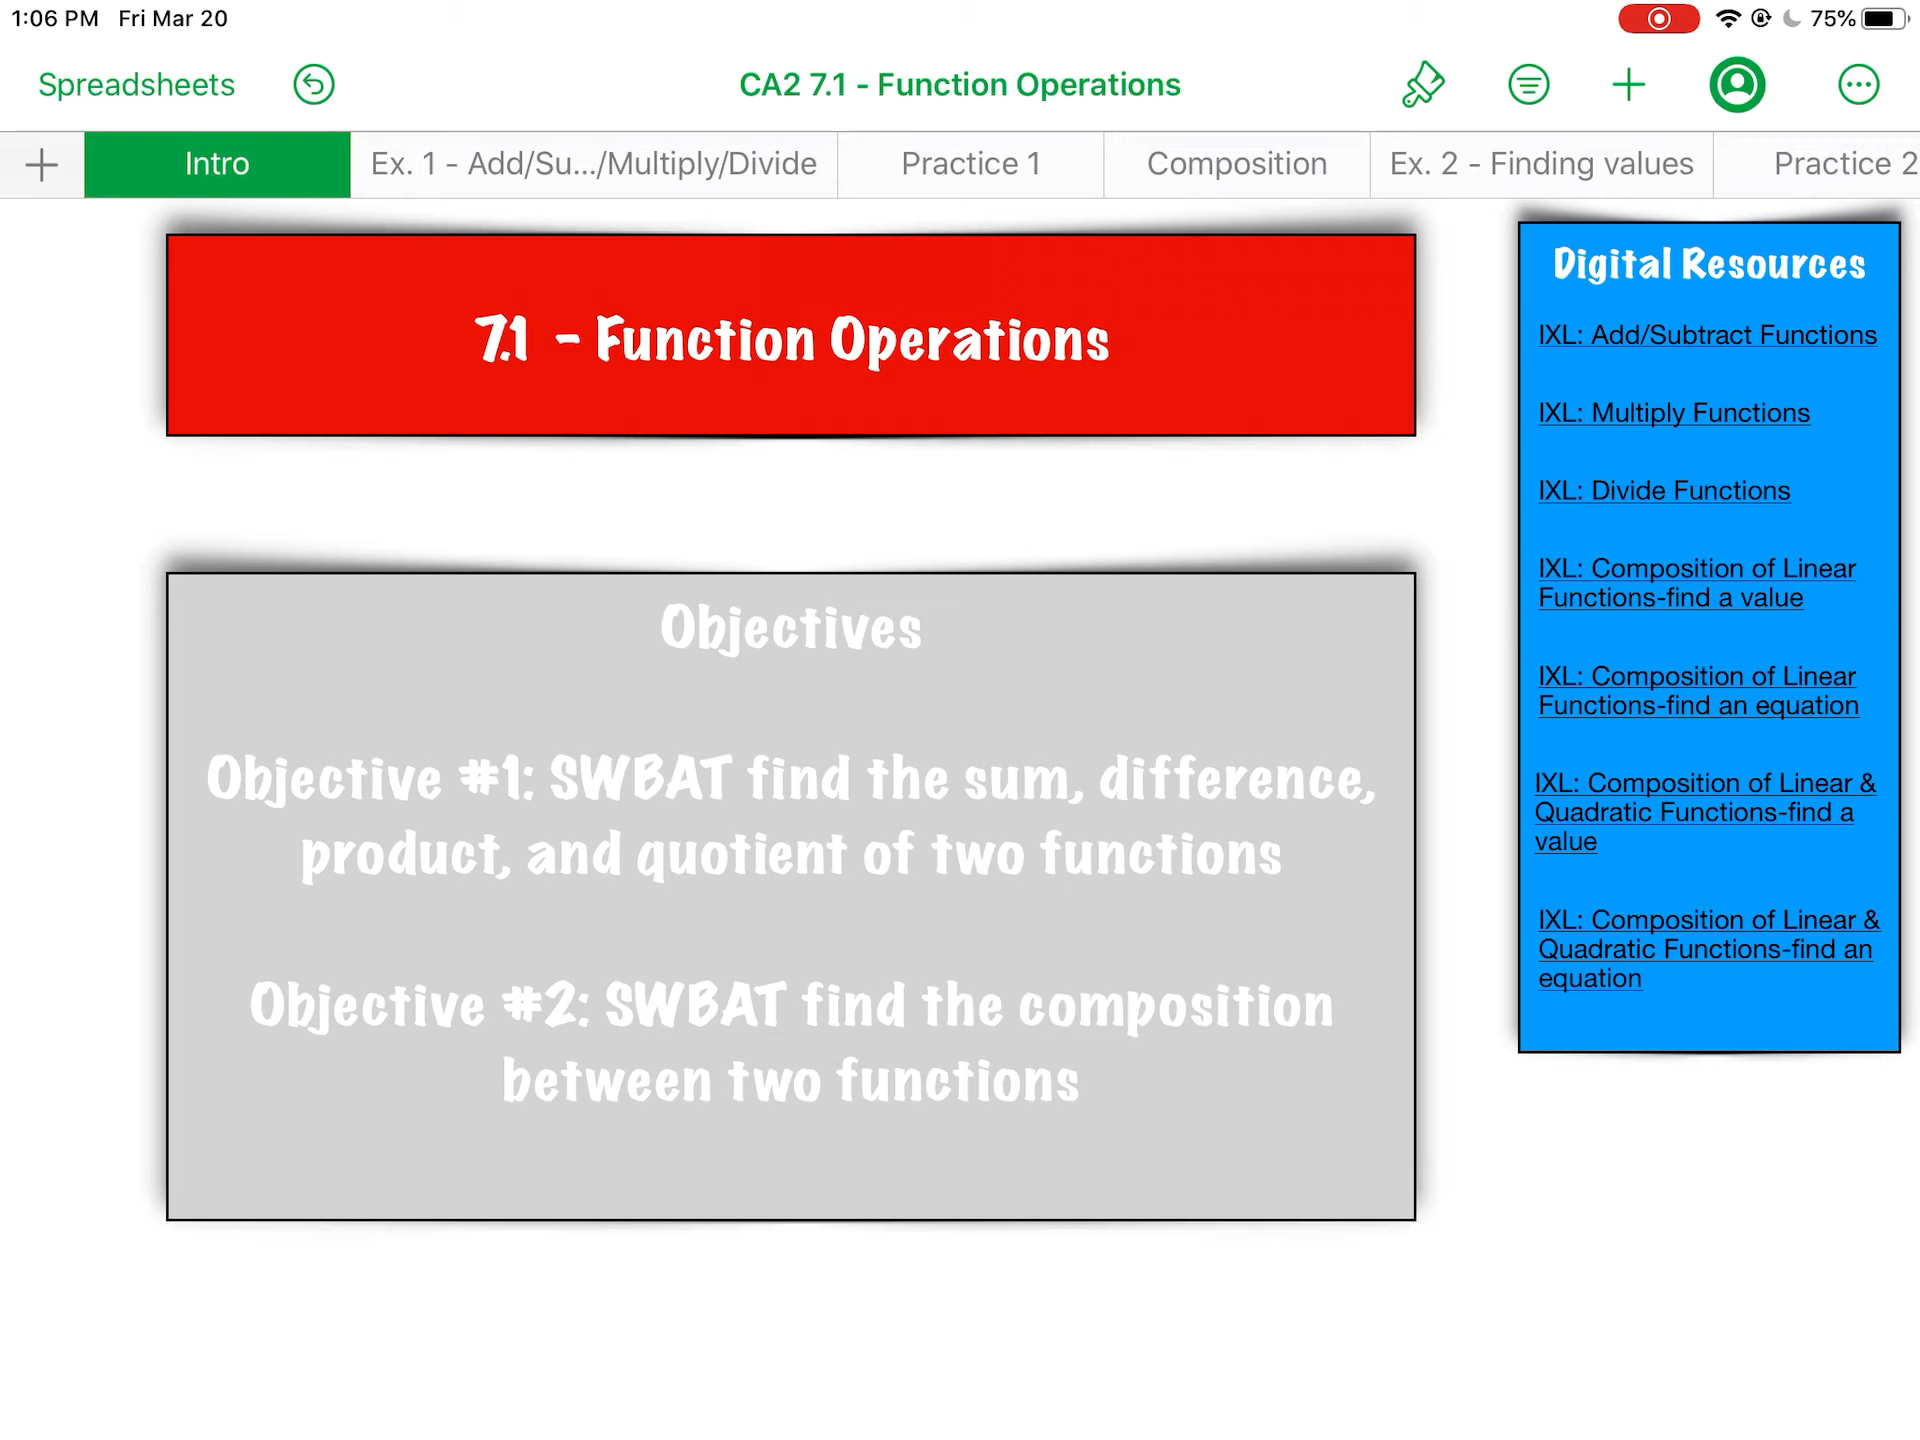 1:06 PM Fri Mar 20
75%
Spreadsheets
CA2 7.1 - Function Operations
Intro
Ex. 1 - Add/Su.../Multiply/Divide
Practice 1
Composition
Ex. 2 - Finding values
Practice 2
7.1 - Function Operations
Objectives
Objective #1: SWBAT find the sum, difference,
product, and quotient of two functions
Objective #2: SWBAT find the composition
between two functions
Digital Resources
IXL: Add/Subtract Functions
IXL: Multiply Functions
IXL: Divide Functions
IXL: Composition of Linear
Functions-find a value
IXL: Composition of Linear
Functions-find an equation
IXL: Composition of Linear &
Quadratic Functions-find a
value
IXL: Composition of Linear &
Quadratic Functions-find an
equation